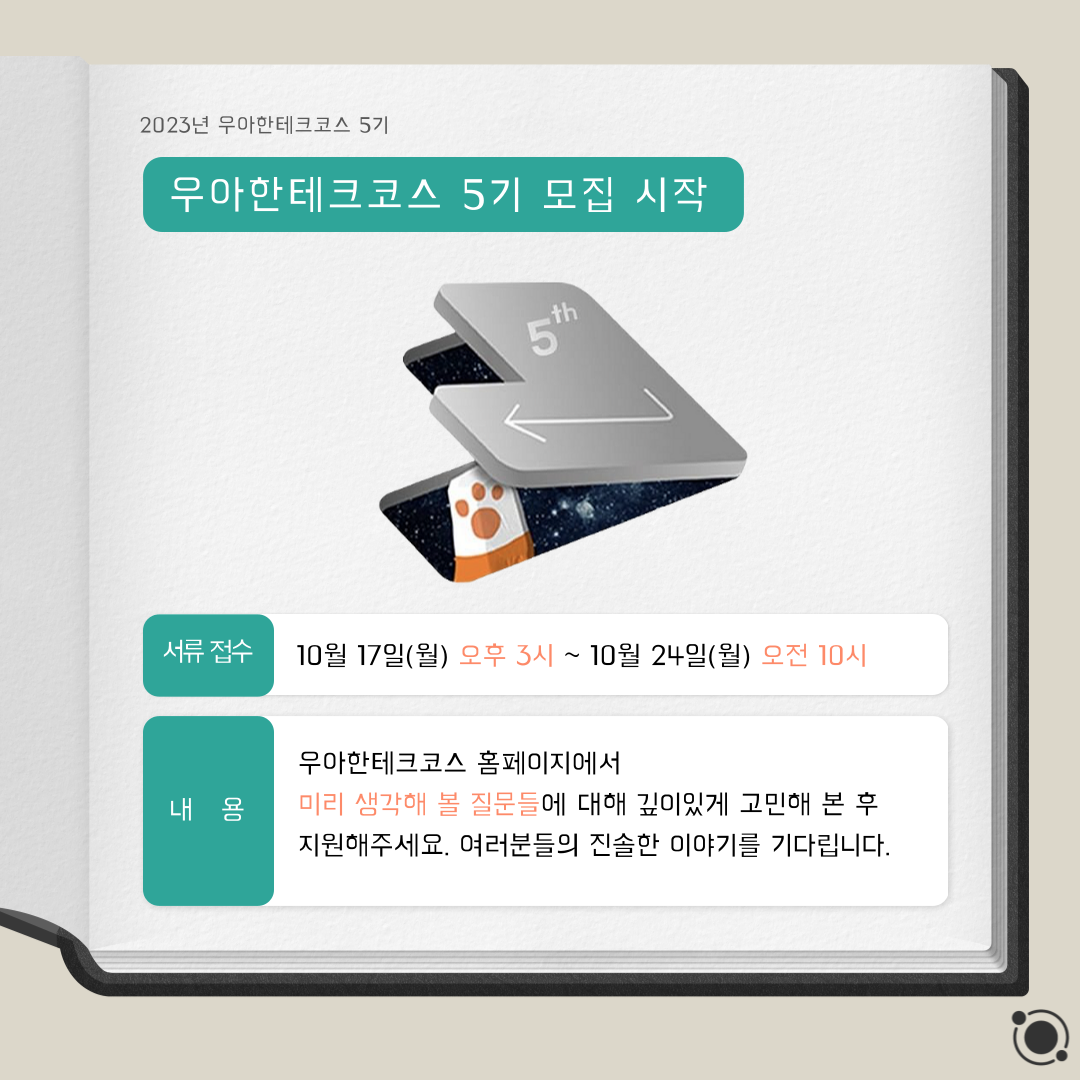 2023년 우아한테크코스 5기
우아한테크코스 5기 모집 시작
5th
서류 접수
10월 17일(월) 오후 3시 ~ 10월 24일(월) 오전 10시
내 용
우아한테크코스 홈페이지에서
미리 생각해 볼 질문들에 대해 깊이있게 고민해 본 후
지원해주세요. 여러분들의 진솔한 이야기를 기다립니다.